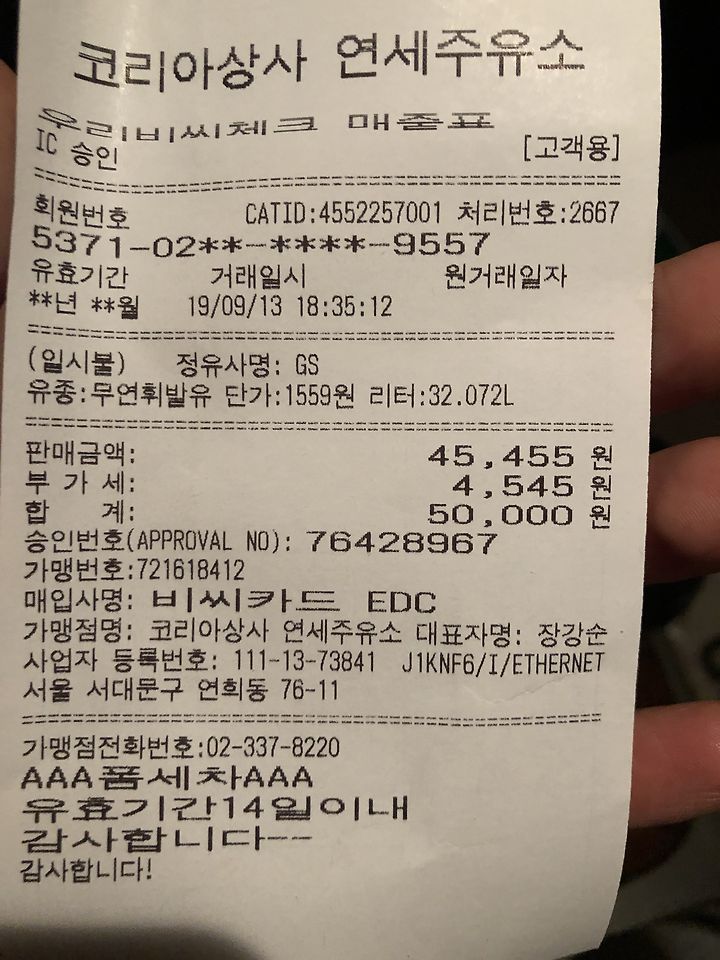 코리아상사 연세주유소
우리비씨체크 매출표
IC 승인 [고객용]
회원번호 CATID:4552257001 처리번호:2667
5371-02**-****-9557
유효기간 거래일시 원거래일자
**년 **월 19/09/13 18:35:12
(일시불) 정유사명: GS
유종:무연휘발유 단가:1559원 리터:32.072L
판매금액: 45,455 원
부 가 세: 4,545 원
합 계: 50,000 원
승인번호(APPROVAL NO): 76428967
가맹번호:721618412
매입사명: 비씨카드 EDC
가맹점명: 코리아상사 연세주유소 대표자명: 장강순
사업자 등록번호: 111-13-73841 J1KNF6/I/ETHERNET
서울 서대문구 연희동 76-11
가맹점전화번호:02-337-8220
AAA폼세차AAA
유효기간14일이내
감사합니다--
감사합니다!